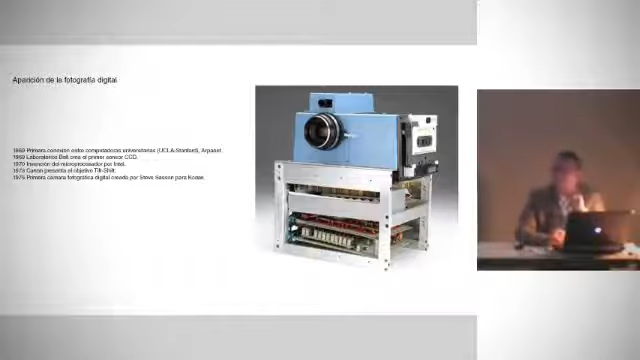 Aparición de la fotografía digital
1969 Primera conexión entre computadoras universitarias (UCLA-Stanford), Arpanet.
1969 Laboratorios Bell crea el primer sensor CCD.
1970 Invención del microprocesador por Intel.
1973 Canon presenta el objetivo Tilt-Shift.
1975 Primera cámara fotográfica digital creada por Steve Sasson para Kodak.